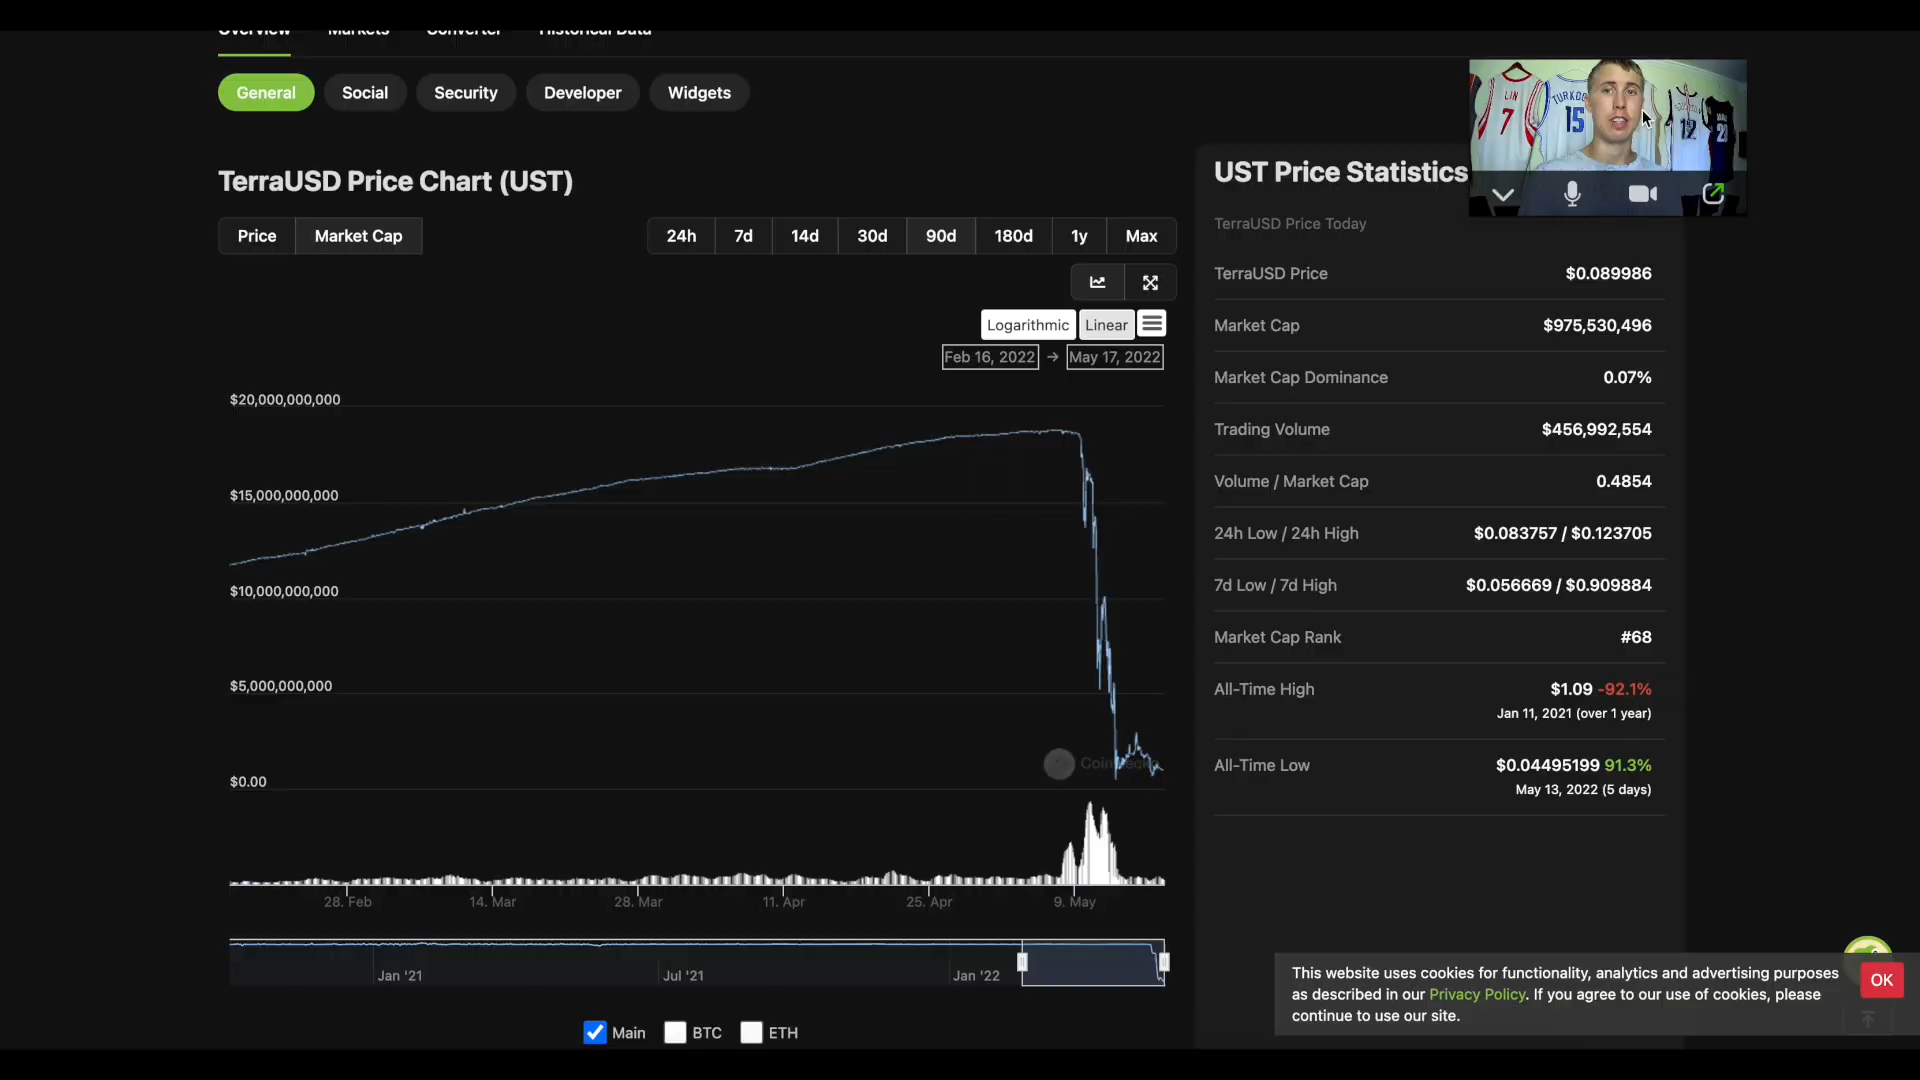 Overview Markets Converter Historical Data
General Social Security Developer Widgets
TerraUSD Price Chart (UST)
Price Market Cap
24h 7d 14d 30d 90d 180d 1y Max
Logarithmic Linear
Feb 16, 2022 → May 17, 2022
$20,000,000,000
$15,000,000,000
$10,000,000,000
$5,000,000,000
$0.00
28. Feb 14. Mar 28. Mar 11. Apr 25. Apr 9. May
Jan '21 Jul '21 Jan '22
Main BTC ETH
UST Price Statistics
TerraUSD Price Today
TerraUSD Price $0.089986
Market Cap $975,530,496
Market Cap Dominance 0.07%
Trading Volume $456,992,554
Volume / Market Cap 0.4854
24h Low / 24h High $0.083757 / $0.123705
7d Low / 7d High $0.056669 / $0.909884
Market Cap Rank #68
All-Time High $1.09 -92.1%
Jan 11, 2021 (over 1 year)
All-Time Low $0.04495199 91.3%
May 13, 2022 (5 days)
LIN
7
15
12
This website uses cookies for functionality, analytics and advertising purposes
as described in our Privacy Policy. If you agree to our use of cookies, please
continue to use our site.
OK